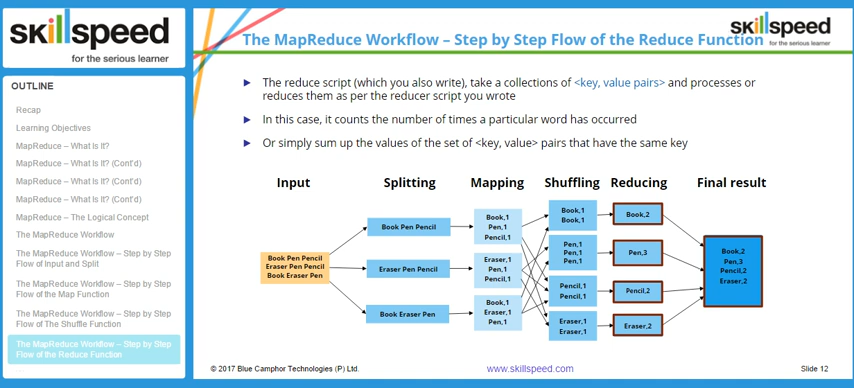 skillspeed
for the serious learner
OUTLINE
Recap
Learning Objectives
MapReduce – What Is It?
MapReduce – What Is It? (Cont'd)
MapReduce – What Is It? (Cont'd)
MapReduce – What Is It? (Cont'd)
MapReduce – The Logical Concept
The MapReduce Workflow
The MapReduce Workflow – Step by Step
Flow of Input and Split
The MapReduce Workflow – Step by Step
Flow of the Map Function
The MapReduce Workflow – Step by Step
Flow of The Shuffle Function
The MapReduce Workflow – Step by Step
Flow of the Reduce Function
skillspeed
for the serious learner
The MapReduce Workflow – Step by Step Flow of the Reduce Function
The reduce script (which you also write), take a collections of <key, value pairs> and processes or
reduces them as per the reducer script you wrote
In this case, it counts the number of times a particular word has occurred
Or simply sum up the values of the set of <key, value> pairs that have the same key
Input
Splitting
Mapping
Shuffling
Reducing
Final result
Book Pen Pencil
Eraser Pen Pencil
Book Eraser Pen
Book Pen Pencil
Eraser Pen Pencil
Book Eraser Pen
Book,1
Pen,1
Pencil,1
Eraser,1
Pen,1
Pencil,1
Book,1
Eraser,1
Pen,1
Book,1
Book,1
Pen,1
Pen,1
Pen,1
Pencil,1
Pencil,1
Eraser,1
Eraser,1
Book,2
Pen,3
Pencil,2
Eraser,2
Book,2
Pen,3
Pencil,2
Eraser,2
© 2017 Blue Camphor Technologies (P) Ltd.
www.skillspeed.com
Slide 12